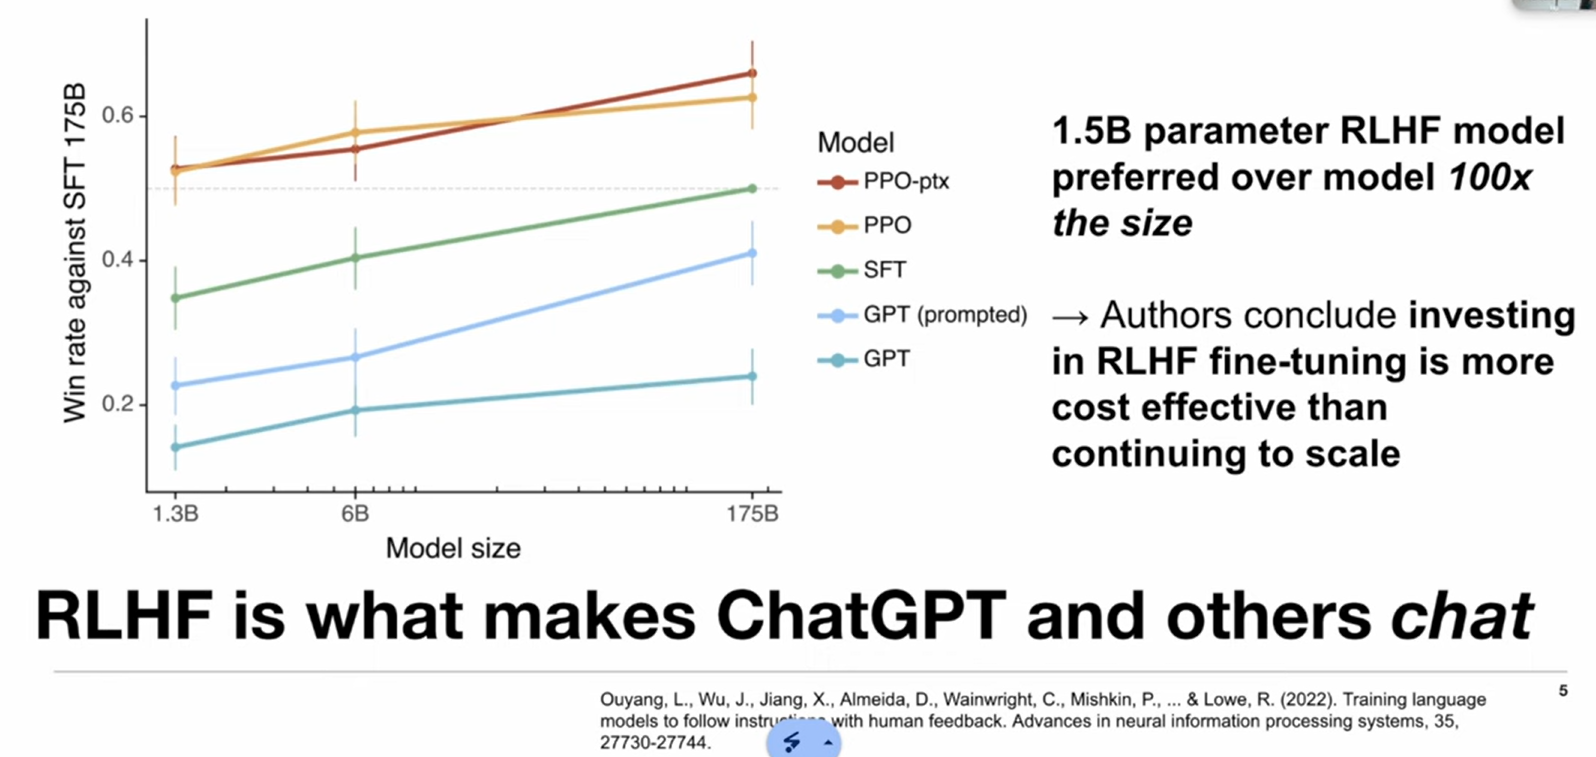 Win rate against SFT 175B
0.6
0.4
0.2
1.3B
6B
175B
Model size
Model
PPO-ptx
PPO
SFT
GPT (prompted)
GPT
1.5B parameter RLHF model
preferred over model 100x
the size
→ Authors conclude investing
in RLHF fine-tuning is more
cost effective than
continuing to scale
RLHF is what makes ChatGPT and others chat
Ouyang, L., Wu, J., Jiang, X., Almeida, D., Wainwright, C., Mishkin, P., ... & Lowe, R. (2022). Training language
models to follow instructions with human feedback. Advances in neural information processing systems, 35,
27730-27744.
5